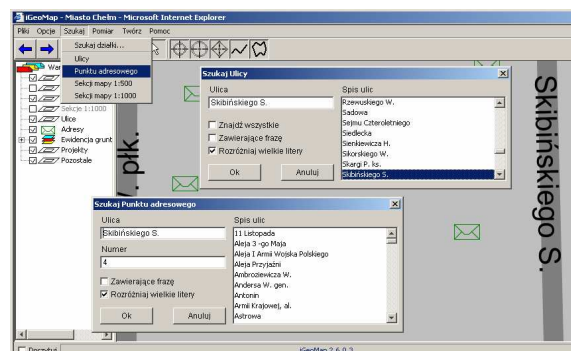 iGeoMap - Miasto Chełm - Microsoft Internet Explorer
Pliki Opcje Szukaj Pomiar Twórz Pomoc
Szukaj działki...
Ulicy
Punktu adresowego
Sekcji mapy 1:500
Sekcji mapy 1:1000
War
Sekcje 1:1000
Ulice
Adresy
Ewidencja grunt
Projekty
Pozostałe
Szukaj Ulicy
Ulica
Skibińskiego S.
Znajdź wszystkie
Zawierające frazę
Rozróżniaj wielkie litery
Ok Anuluj
Spis ulic
Rzewuskiego W.
Sadowa
Sejmu Czteroletniego
Siedlecka
Sienkiewicza H.
Sikorskiego W.
Skargi P. ks.
Skibińskiego S.
. płk.
Skibińskiego S.
Szukaj Punktu adresowego
Ulica
Skibińskiego S.
Numer
4
Zawierające frazę
Rozróżniaj wielkie litery
Ok Anuluj
Spis ulic
11 Listopada
Aleja 3 -go Maja
Aleja I Armii Wojska Polskiego
Aleja Przyjaźni
Ambroziewicza W.
Andersa W. gen.
Antonin
Armii Krajowej, al.
Astrowa
Doczytuj
iGeoMap 2.6.0.3